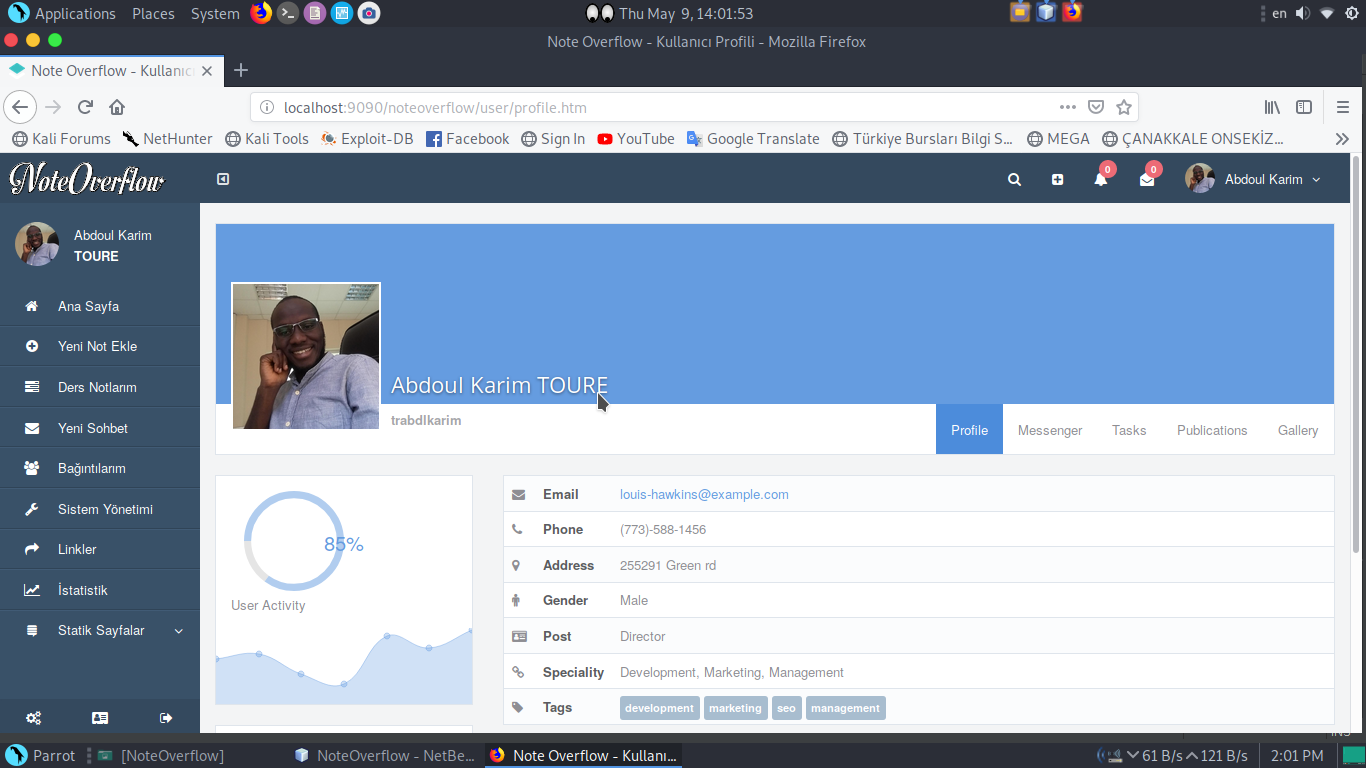 Applications Places System Thu May 9, 14:01:53 en
Note Overflow - Kullanıcı Profili - Mozilla Firefox
Note Overflow - Kullanıcı
localhost:9090/noteoverflow/user/profile.htm
Kali Forums NetHunter Kali Tools Exploit-DB Facebook Sign In YouTube Google Translate Türkiye Bursları Bilgi S... MEGA ÇANAKKALE ONSEKİZ...
NoteOverflow 0 0 Abdoul Karim
Abdoul Karim
TOURE
Ana Sayfa
Yeni Not Ekle
Ders Notlarım
Yeni Sohbet
Bağıntılarım
Sistem Yönetimi
Linkler
İstatistik
Statik Sayfalar
Abdoul Karim TOURE
trabdlkarim
Profile Messenger Tasks Publications Gallery
85%
User Activity
Email louis-hawkins@example.com
Phone (773)-588-1456
Address 255291 Green rd
Gender Male
Post Director
Speciality Development, Marketing, Management
Tags development marketing seo management
Parrot [NoteOverflow] NoteOverflow - NetBe... Note Overflow - Kullanı... 61 B/s 121 B/s 2:01 PM